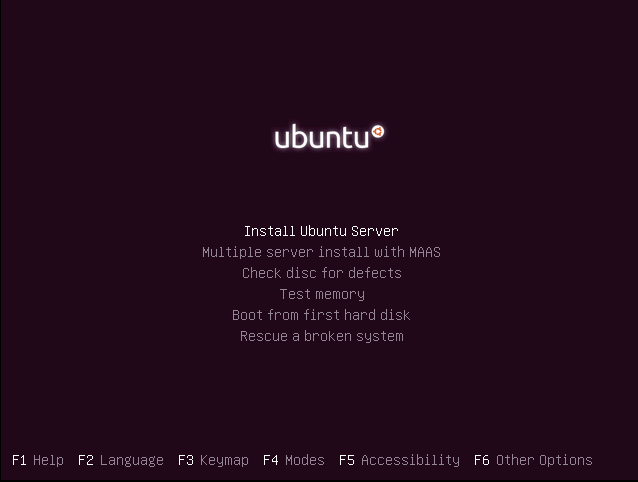 ubuntu
Install Ubuntu Server
Multiple server install with MAAS
Check disc for defects
Test memory
Boot from first hard disk
Rescue a broken system
F1 Help F2 Language F3 Keymap F4 Modes F5 Accessibility F6 Other Options